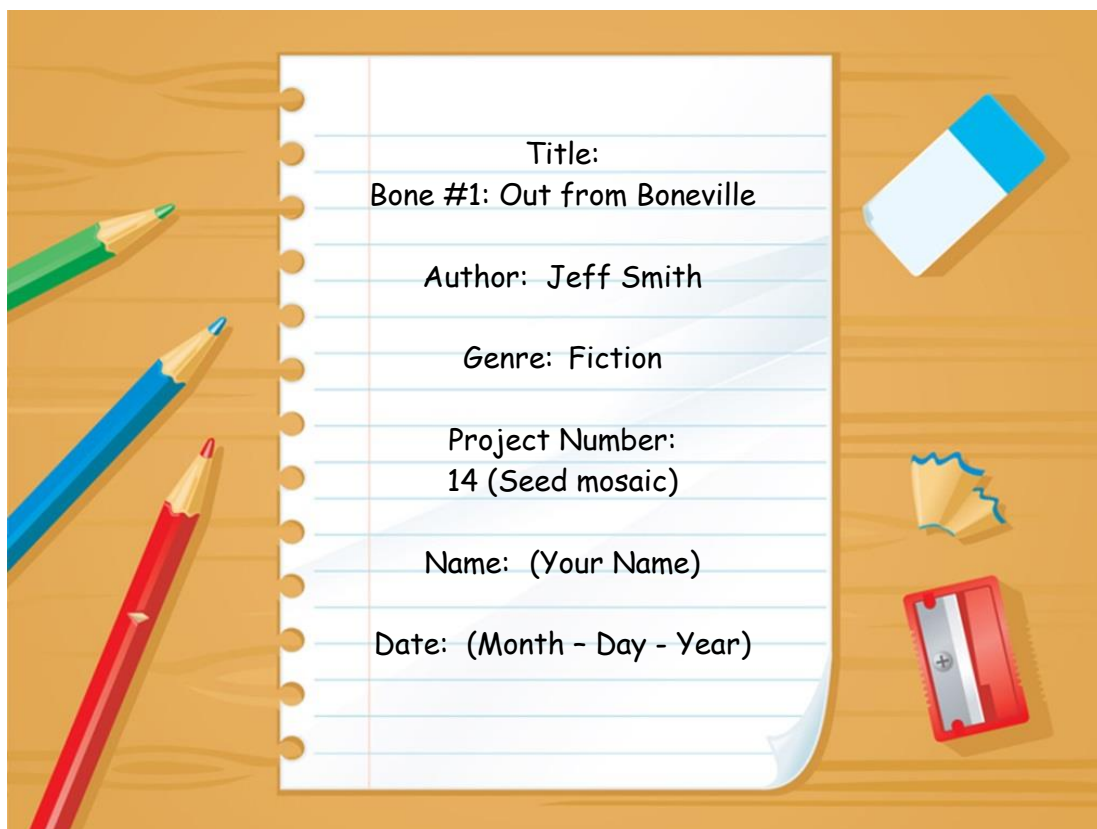 Title:
Bone #1: Out from Boneville
Author: Jeff Smith
Genre: Fiction
Project Number:
14 (Seed mosaic)
Name: (Your Name)
Date: (Month – Day - Year)